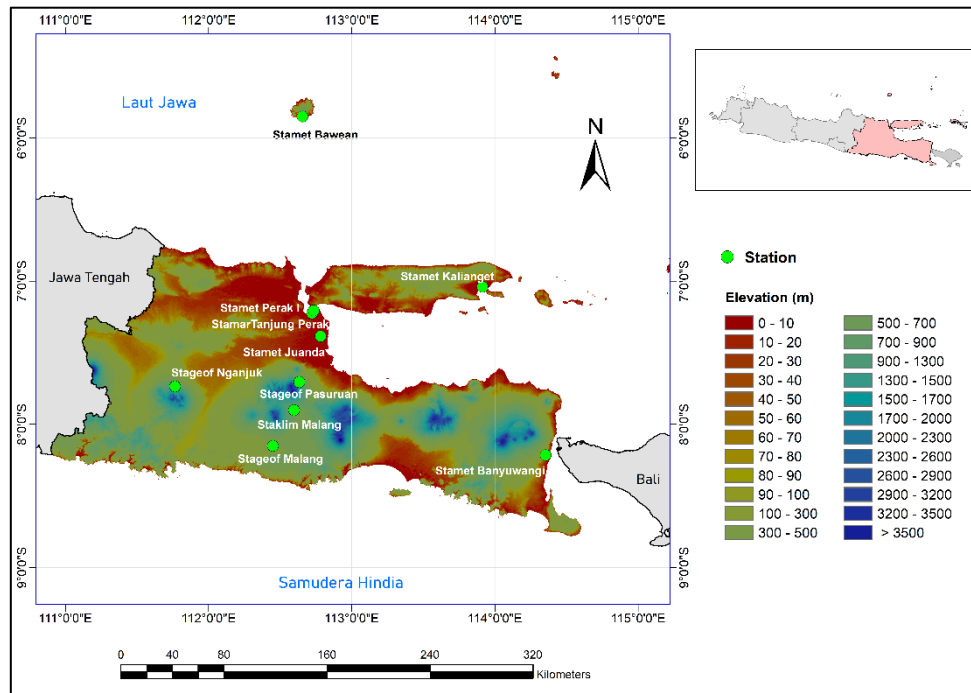 111°0'0"E 112°0'0"E 113°0'0"E 114°0'0"E 115°0'0"E
Laut Jawa
Stamet Bawean
N
6°0'0"S 6°0'0"S
Jawa Tengah
Stamet Kalianget
7°0'0"S 7°0'0"S
Stamet Perak I
StamarTanjung Perak
Stamet Juanda
Stageof Nganjuk
Stageof Pasuruan
Staklim Malang
8°0'0"S 8°0'0"S
Stageof Malang
Stamet Banyuwangi
Bali
Samudera Hindia
9°0'0"S 9°0'0"S
111°0'0"E 112°0'0"E 113°0'0"E 114°0'0"E 115°0'0"E
0 40 80 160 240 320
Kilometers
Station
Elevation (m)
0 - 10
10 - 20
20 - 30
30 - 40
40 - 50
50 - 60
60 - 70
70 - 80
80 - 90
90 - 100
100 - 300
300 - 500
500 - 700
700 - 900
900 - 1300
1300 - 1500
1500 - 1700
1700 - 2000
2000 - 2300
2300 - 2600
2600 - 2900
2900 - 3200
3200 - 3500
> 3500